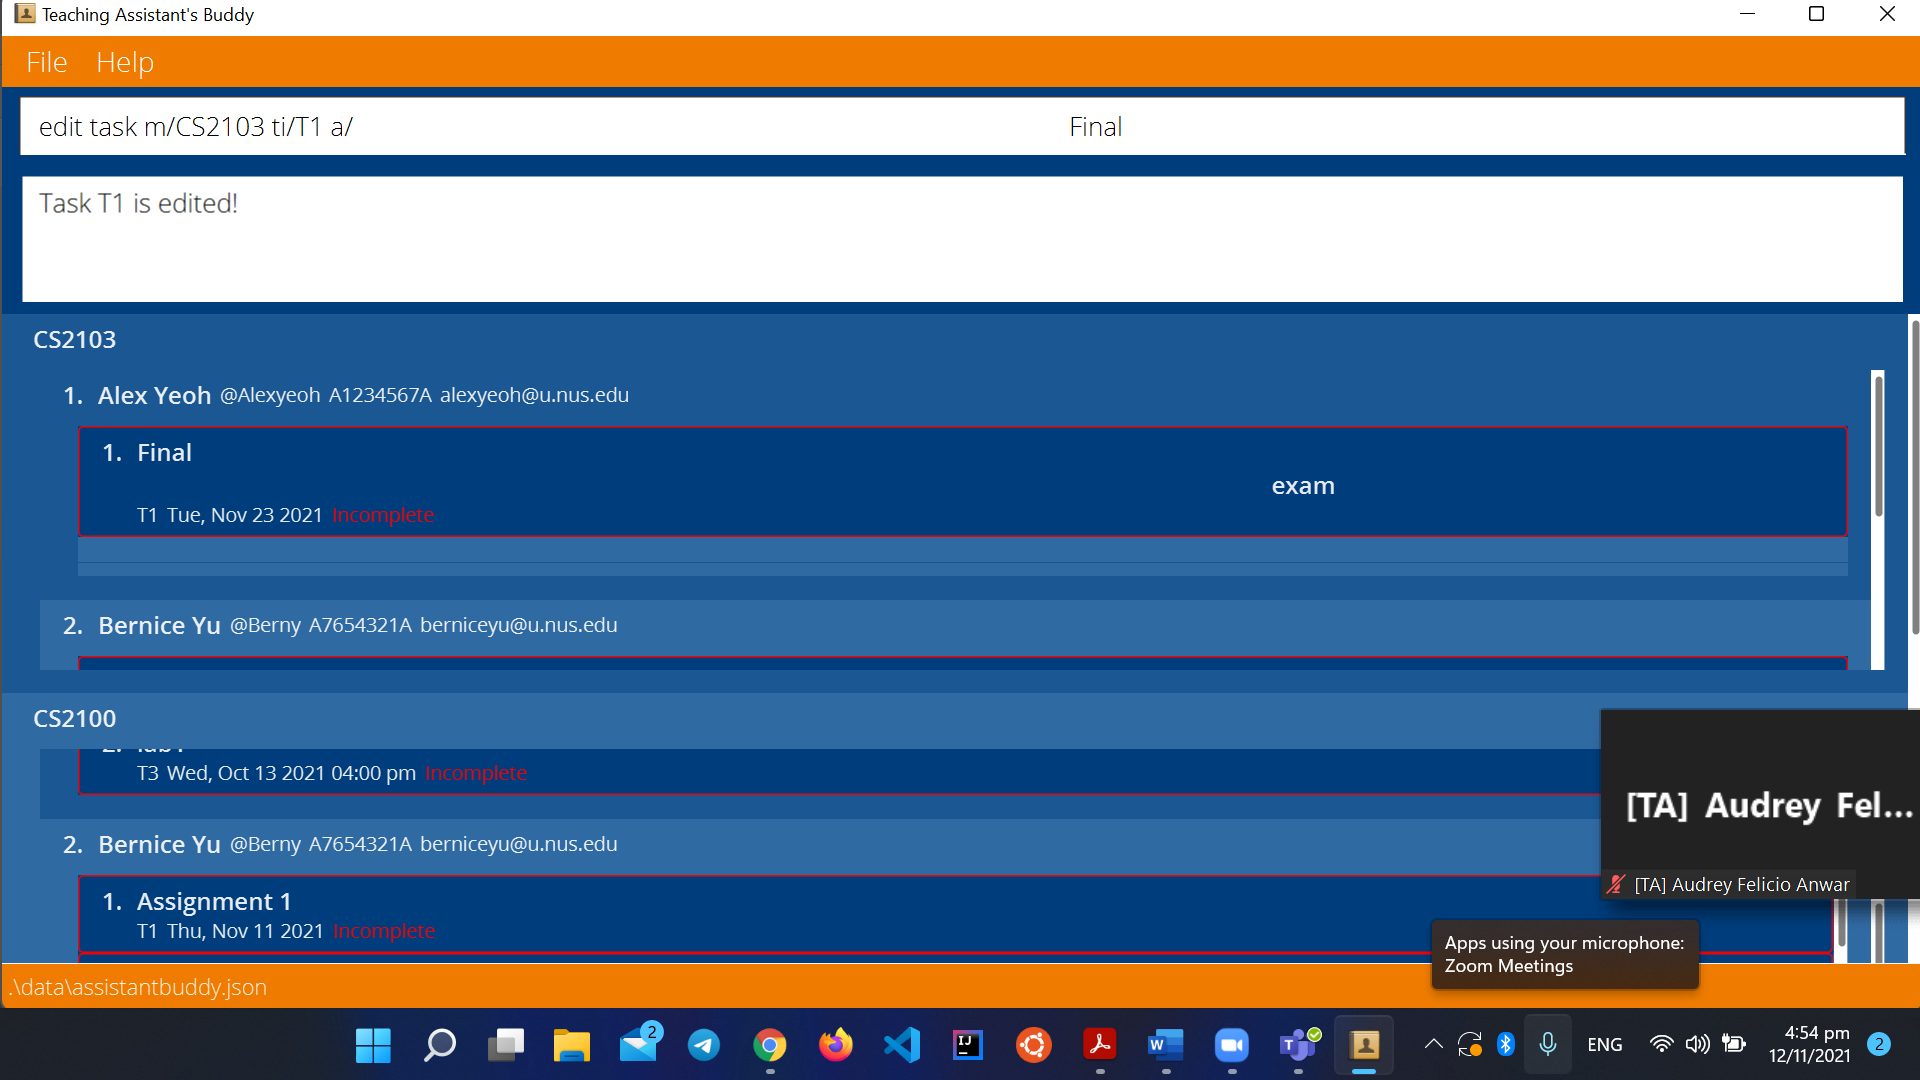 Teaching Assistant's Buddy
File Help
edit task m/CS2103 ti/T1 a/ Final
Task T1 is edited!
CS2103
1. Alex Yeoh @Alexyeoh A1234567A alexyeoh@u.nus.edu
1. Final
exam
T1 Tue, Nov 23 2021 Incomplete
2. Bernice Yu @Berny A7654321A berniceyu@u.nus.edu
CS2100
T3 Wed, Oct 13 2021 04:00 pm Incomplete
2. Bernice Yu @Berny A7654321A berniceyu@u.nus.edu
1. Assignment 1
T1 Thu, Nov 11 2021 Incomplete
[TA] Audrey Fel...
[TA] Audrey Felicio Anwar
Apps using your microphone:
Zoom Meetings
.\data\assistantbuddy.json
2
IJ
W
T
ENG
4:54 pm
12/11/2021
2